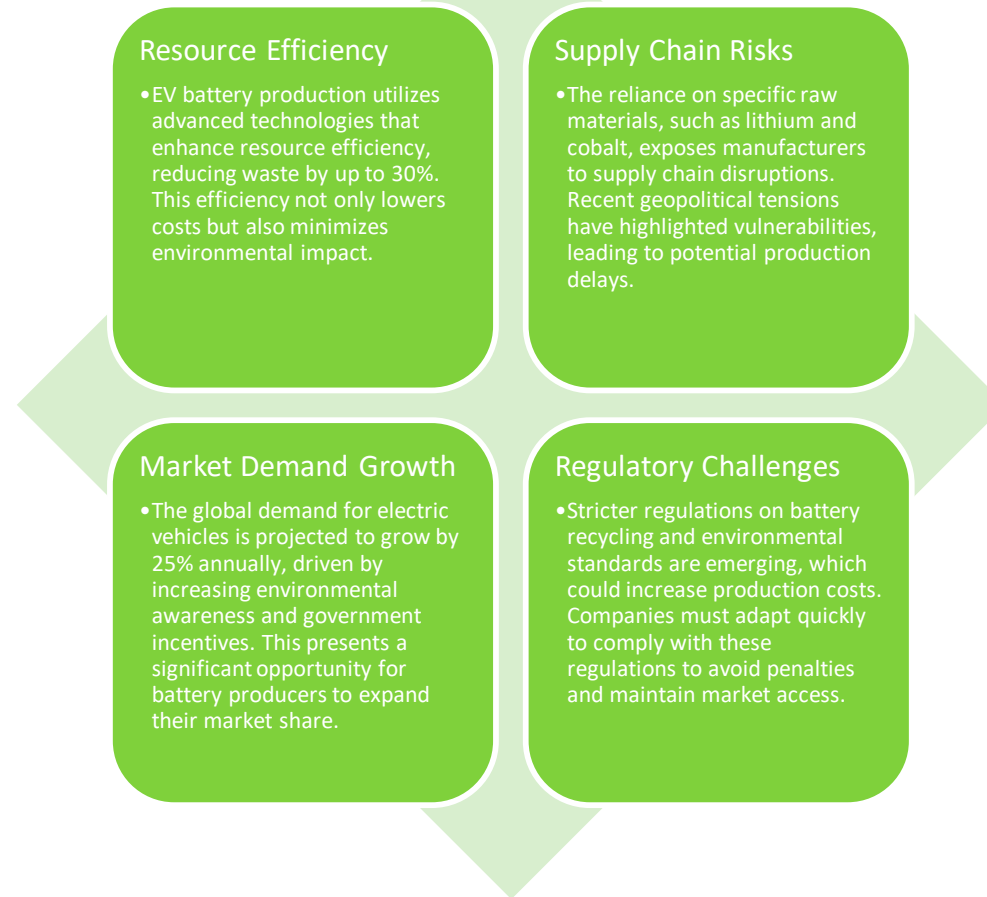 Resource Efficiency
•EV battery production utilizes
advanced technologies that
enhance resource efficiency,
reducing waste by up to 30%.
This efficiency not only lowers
costs but also minimizes
environmental impact.
Supply Chain Risks
•The reliance on specific raw
materials, such as lithium and
cobalt, exposes manufacturers
to supply chain disruptions.
Recent geopolitical tensions
have highlighted vulnerabilities,
leading to potential production
delays.
Market Demand Growth
•The global demand for electric
vehicles is projected to grow by
25% annually, driven by
increasing environmental
awareness and government
incentives. This presents a
significant opportunity for
battery producers to expand
their market share.
Regulatory Challenges
•Stricter regulations on battery
recycling and environmental
standards are emerging, which
could increase production costs.
Companies must adapt quickly
to comply with these
regulations to avoid penalties
and maintain market access.